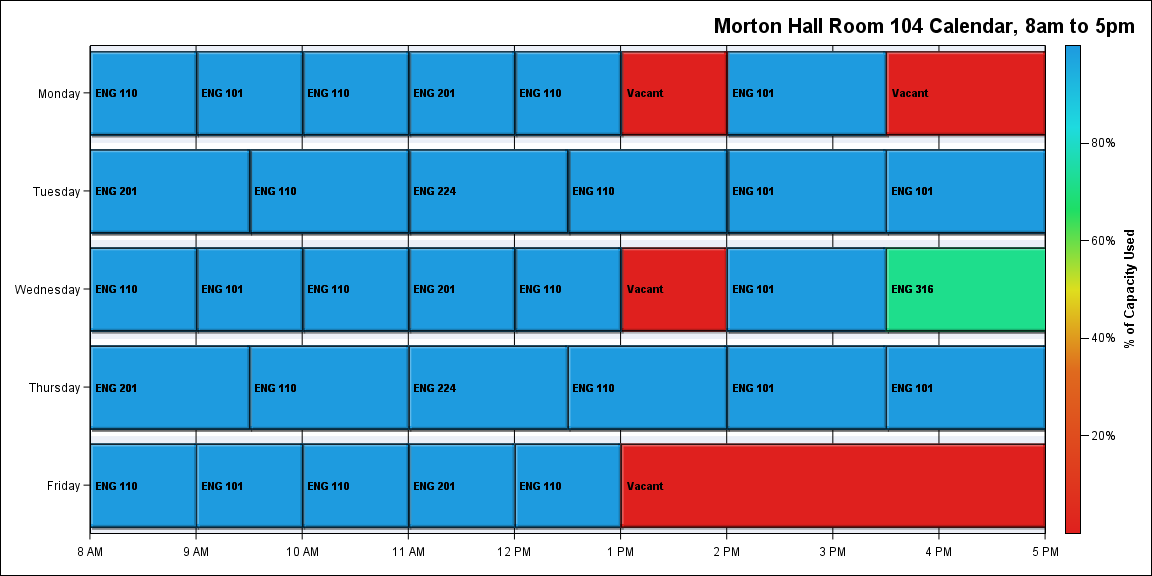 Morton Hall Room 104 Calendar, 8am to 5pm
Monday
ENG 110 ENG 101 ENG 110 ENG 201 ENG 110 Vacant ENG 101 Vacant
Tuesday
ENG 201 ENG 110 ENG 224 ENG 110 ENG 101 ENG 101
Wednesday
ENG 110 ENG 101 ENG 110 ENG 201 ENG 110 Vacant ENG 101 ENG 316
Thursday
ENG 201 ENG 110 ENG 224 ENG 110 ENG 101 ENG 101
Friday
ENG 110 ENG 101 ENG 110 ENG 201 ENG 110 Vacant
8 AM 9 AM 10 AM 11 AM 12 PM 1 PM 2 PM 3 PM 4 PM 5 PM
80%
60%
40%
20%
% of Capacity Used